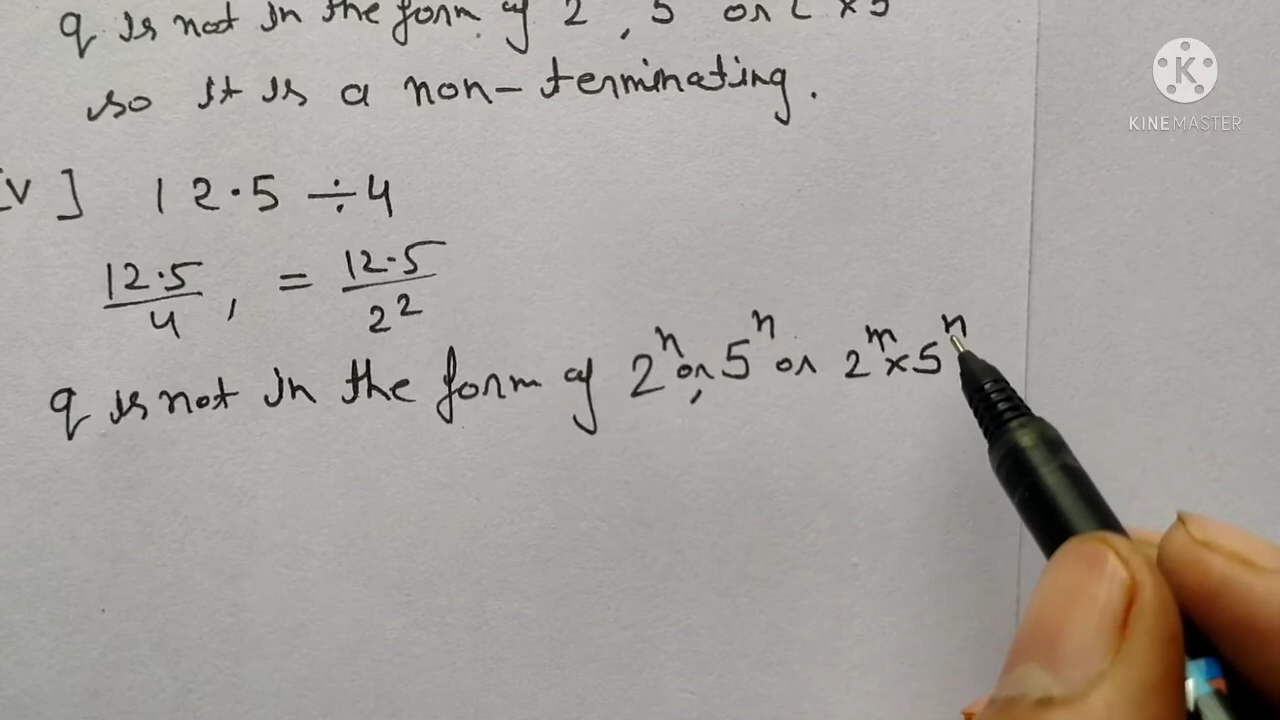 q is not in the form of 2 , 5 or 2 × 5
so it is a non-terminating.
[V] 12.5 ÷ 4
12.5/4 , = 12.5/2²
q is not in the form of 2ⁿ or, 5ⁿ or 2ᵐ × 5ⁿ
KINEMASTER